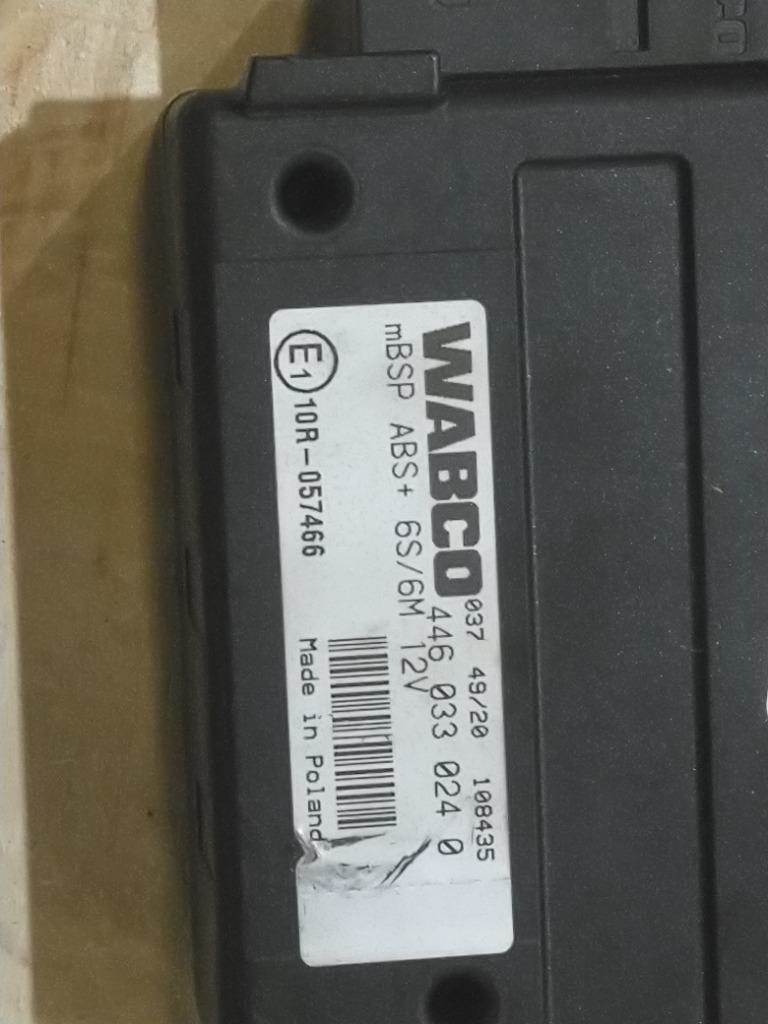 037 49/20 108435
WABCO 446 033 024 0
mBSP ABS+ 6S/6M 12V
E1 10R-057466 Made in Poland